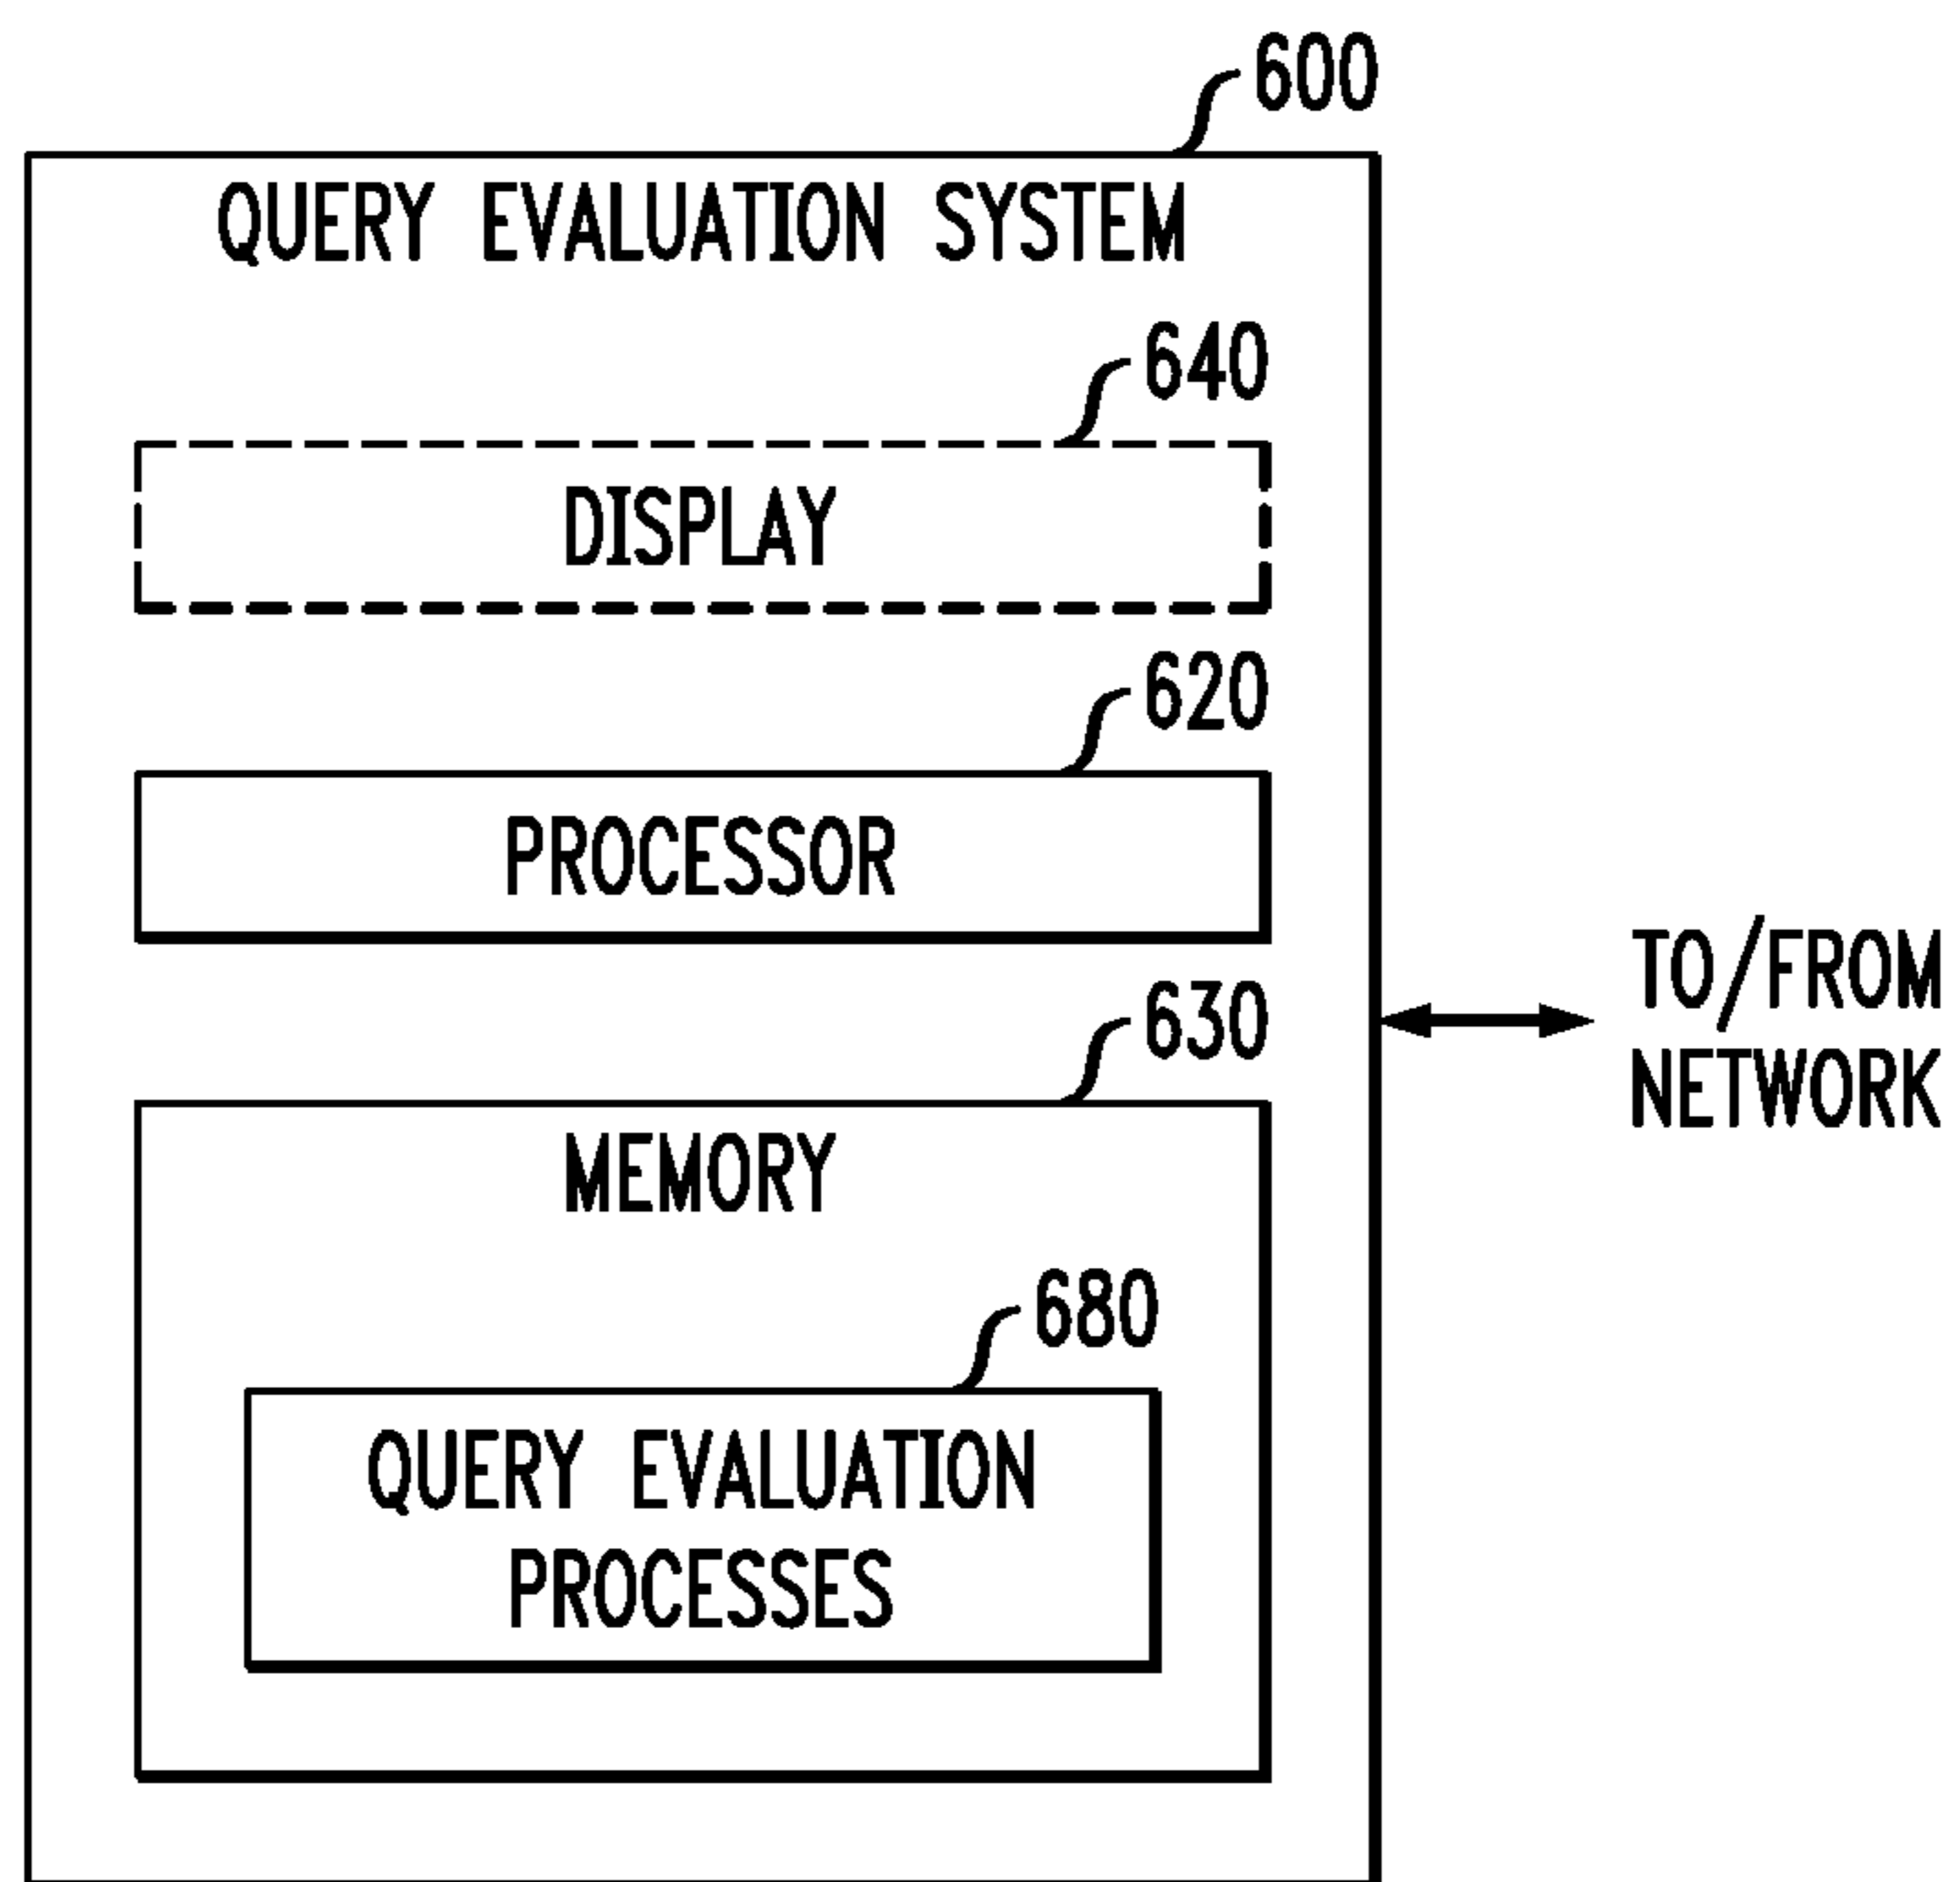 600
QUERY EVALUATION SYSTEM
640
DISPLAY
620
PROCESSOR
630
MEMORY
680
QUERY EVALUATION
PROCESSES
TO/FROM
NETWORK